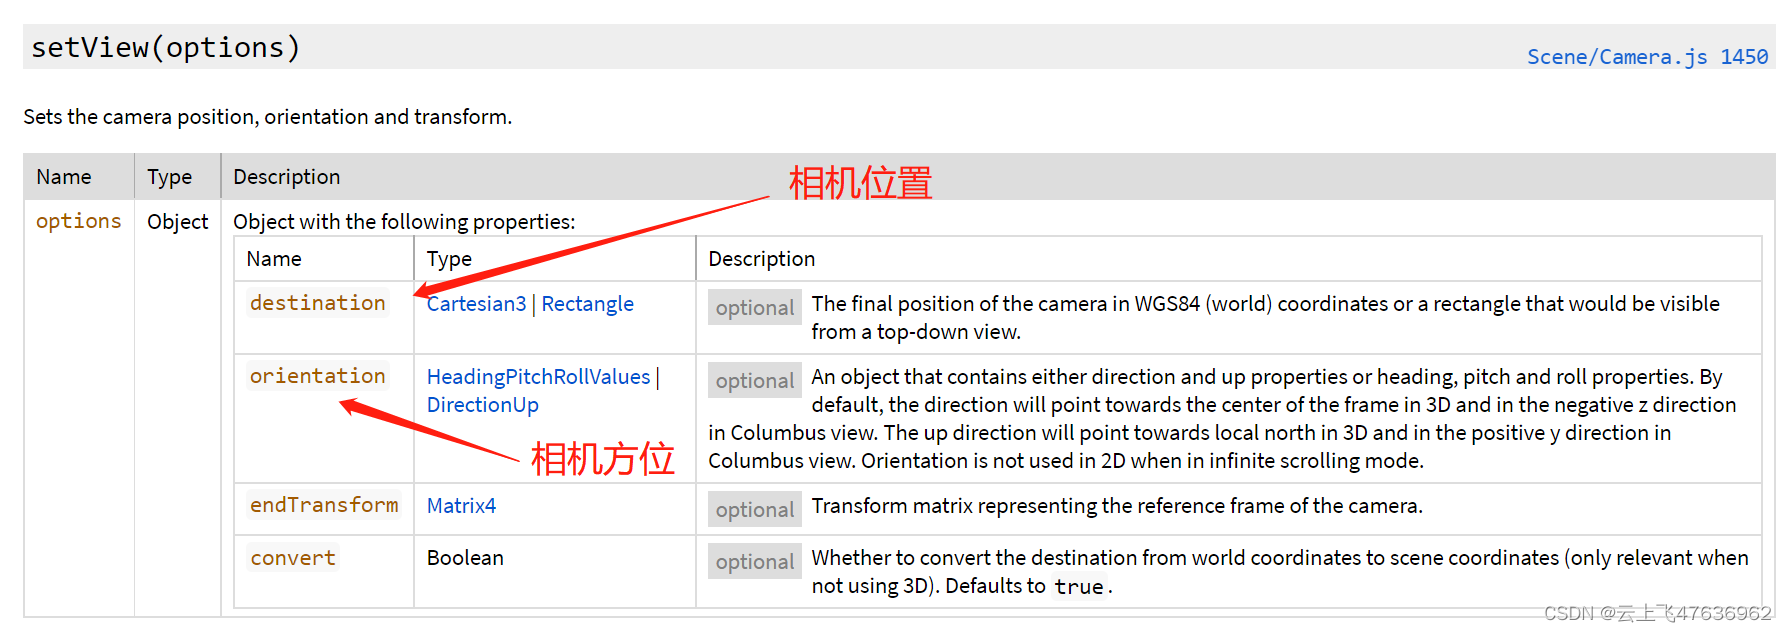 setView(options)
Scene/Camera.js 1450
Sets the camera position, orientation and transform.
Name Type Description
相机位置
options Object Object with the following properties:
Name Type Description
destination Cartesian3 | Rectangle optional The final position of the camera in WGS84 (world) coordinates or a rectangle that would be visible
from a top-down view.
orientation HeadingPitchRollValues | optional An object that contains either direction and up properties or heading, pitch and roll properties. By
DirectionUp default, the direction will point towards the center of the frame in 3D and in the negative z direction
in Columbus view. The up direction will point towards local north in 3D and in the positive y direction in
相机方位
Columbus view. Orientation is not used in 2D when in infinite scrolling mode.
endTransform Matrix4 optional Transform matrix representing the reference frame of the camera.
convert Boolean optional Whether to convert the destination from world coordinates to scene coordinates (only relevant when
not using 3D). Defaults to true.
CSDN @云上飞47636962